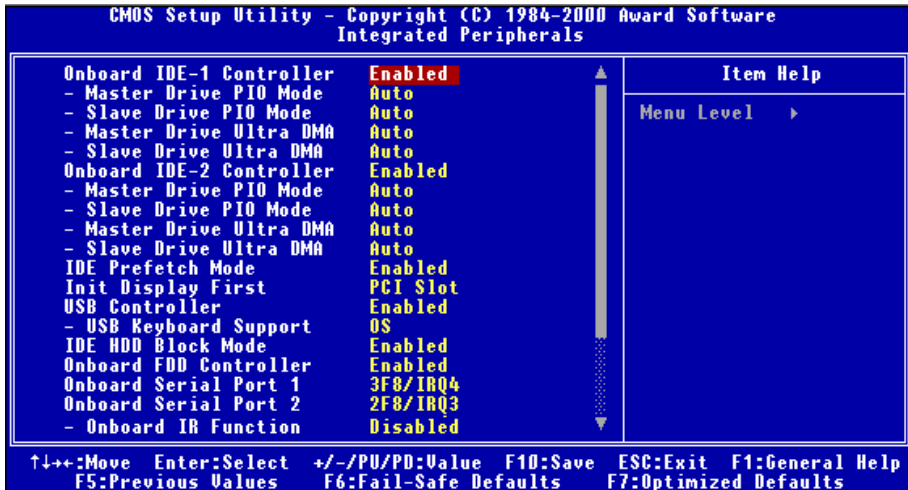 CMOS Setup Utility - Copyright (C) 1984-2000 Award Software
Integrated Peripherals
Onboard IDE-1 Controller Enabled
- Master Drive PIO Mode Auto
- Slave Drive PIO Mode Auto
- Master Drive Ultra DMA Auto
- Slave Drive Ultra DMA Auto
Onboard IDE-2 Controller Enabled
- Master Drive PIO Mode Auto
- Slave Drive PIO Mode Auto
- Master Drive Ultra DMA Auto
- Slave Drive Ultra DMA Auto
IDE Prefetch Mode Enabled
Init Display First PCI Slot
USB Controller Enabled
- USB Keyboard Support OS
IDE HDD Block Mode Enabled
Onboard FDD Controller Enabled
Onboard Serial Port 1 3F8/IRQ4
Onboard Serial Port 2 2F8/IRQ3
- Onboard IR Function Disabled
Item Help
Menu Level ▸
↑↓→←:Move Enter:Select +/-/PU/PD:Value F10:Save ESC:Exit F1:General Help
F5:Previous Values F6:Fail-Safe Defaults F7:Optimized Defaults